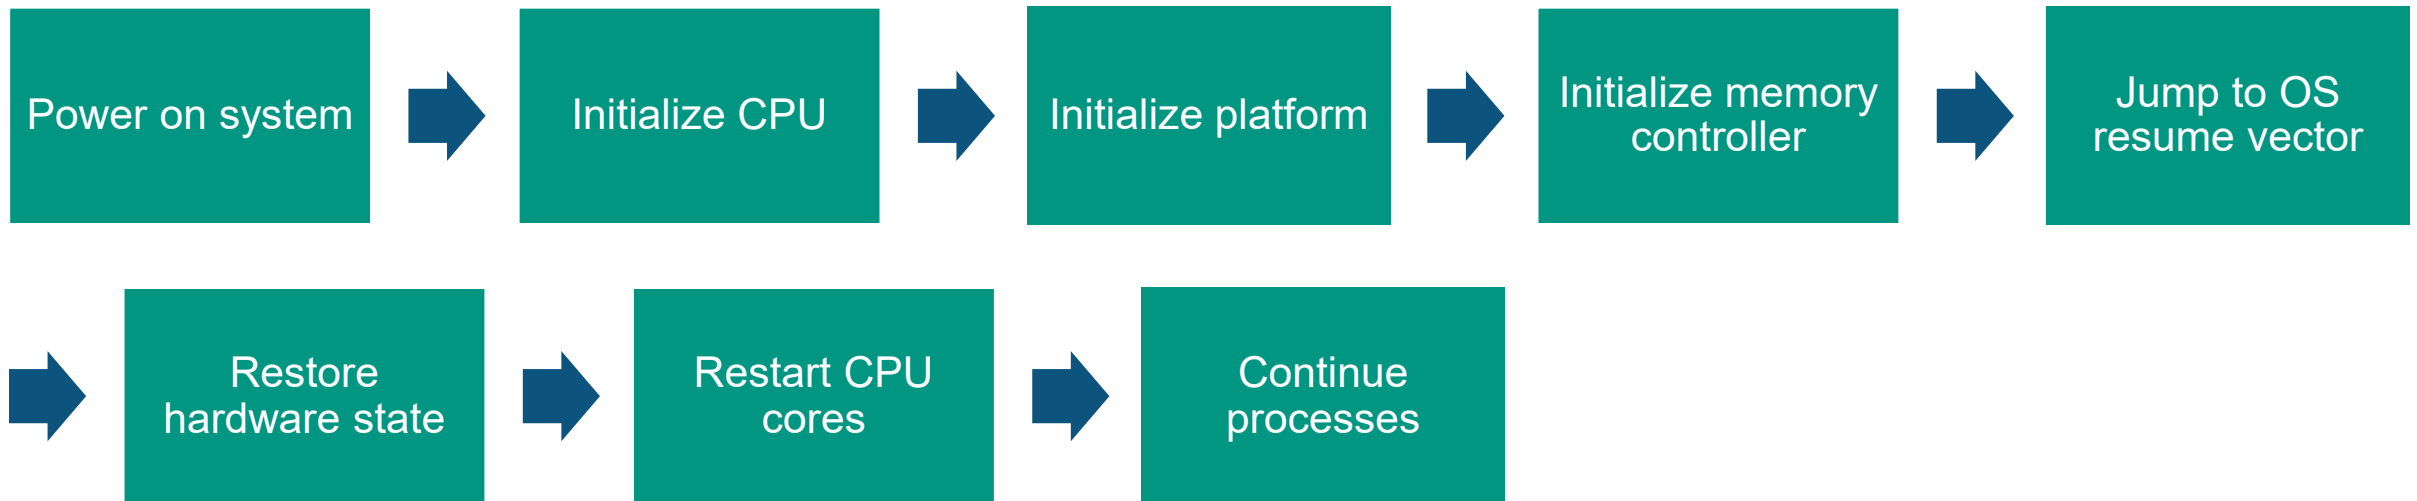 Power on system
Initialize CPU
Initialize platform
Initialize memory
controller
Jump to OS
resume vector
Restore
hardware state
Restart CPU
cores
Continue
processes